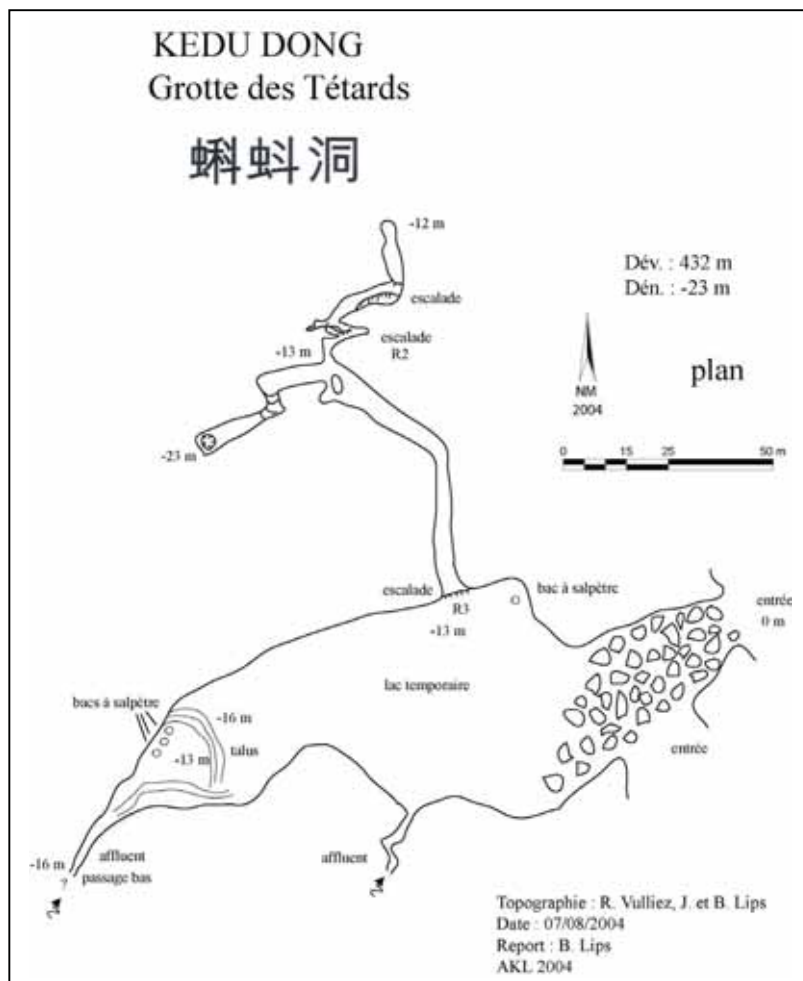 KEDU DONG
Grotte des Tétards
蝌蚪洞
-12 m
Dév. : 432 m
Dén. : -23 m
escalade
escalade
R2
-13 m
plan
NM
2004
-23 m
0 15 25 50 m
escalade
R3
-13 m
bac à salpètre
entrée
0 m
lac temporaire
bacs à salpètre
-16 m
talus
-13 m
entrée
-16 m
?
affluent
passage bas
affluent
Topographie : R. Vulliez, J. et B. Lips
Date : 07/08/2004
Report : B. Lips
AKL 2004